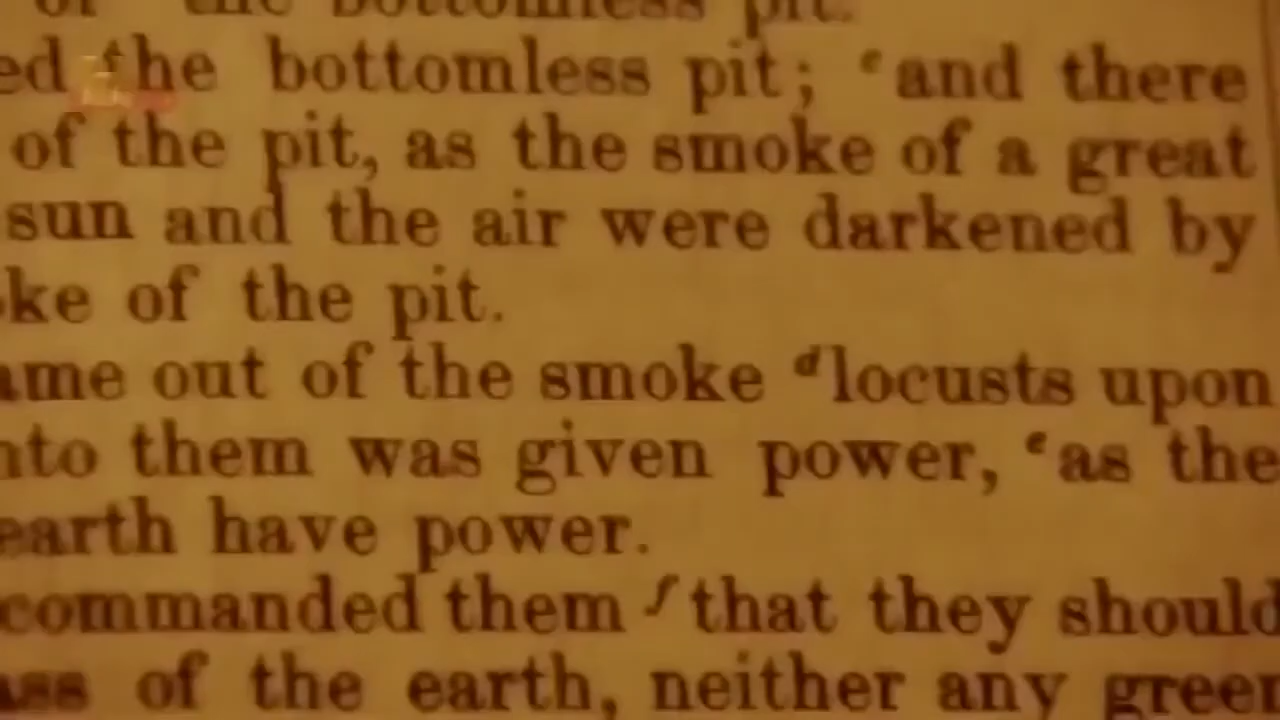 of the bottomless pit.
ed the bottomless pit; c and there
of the pit, as the smoke of a great
sun and the air were darkened by
ke of the pit.
ame out of the smoke d locusts upon
nto them was given power, e as the
earth have power.
commanded them f that they should
ass of the earth, neither any green